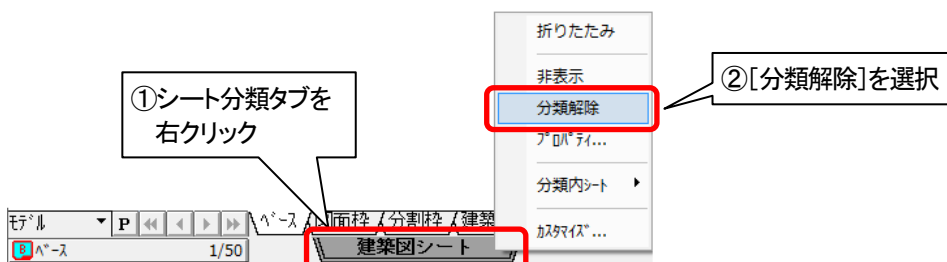 折りたたみ
非表示
分類解除
ﾌﾟﾛﾊﾟﾃｨ...
分類内ｼｰﾄ
ｶｽﾀﾏｲｽﾞ...
①シート分類タブを
右クリック
②[分類解除]を選択
ﾓﾃﾞﾙ P ﾍﾞｰｽ 面枠 分割枠 建築
B ﾍﾞｰｽ 1/50 建築図シート